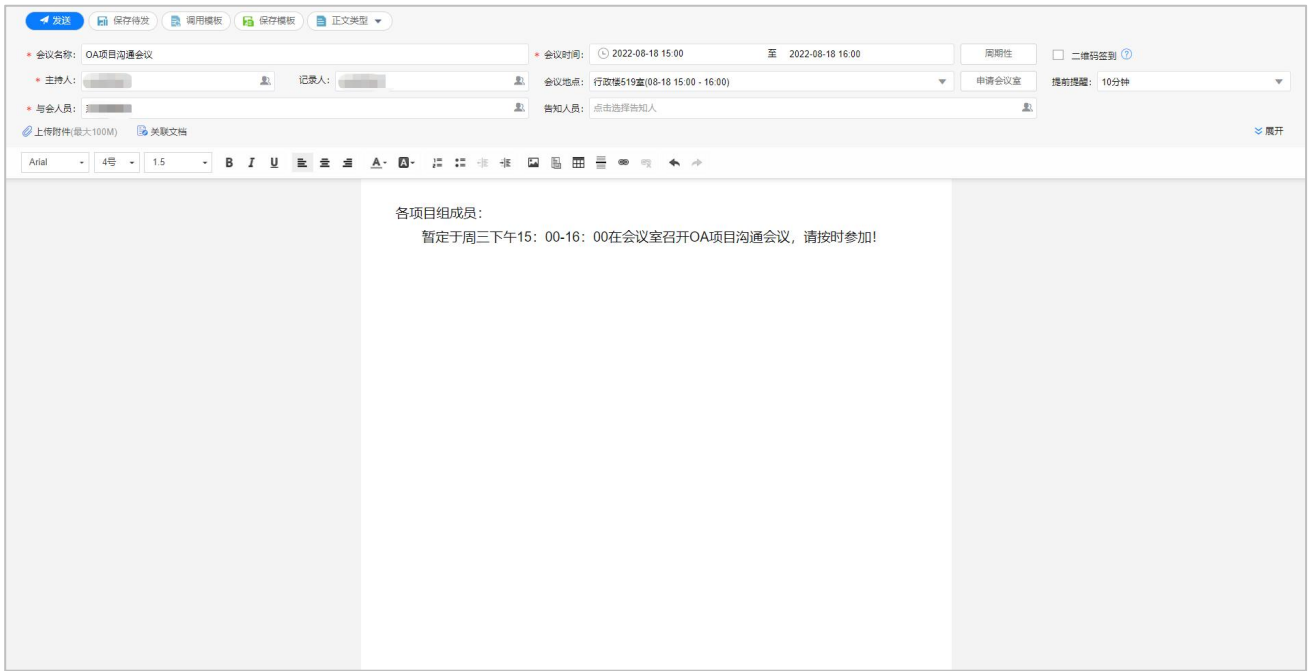 发送 保存待发 调用模板 保存模板 正文类型
* 会议名称: OA项目沟通会议 * 会议时间: 2022-08-18 15:00 至 2022-08-18 16:00 周期性 二维码签到 ?
* 主持人: 记录人: 会议地点: 行政楼519室(08-18 15:00 - 16:00) 申请会议室 提前提醒: 10分钟
* 与会人员: 告知人员: 点击选择告知人
上传附件(最大100M) 关联文档 展开
Arial 4号 1.5 B I U A A
各项目组成员：
暂定于周三下午15：00-16：00在会议室召开OA项目沟通会议，请按时参加！